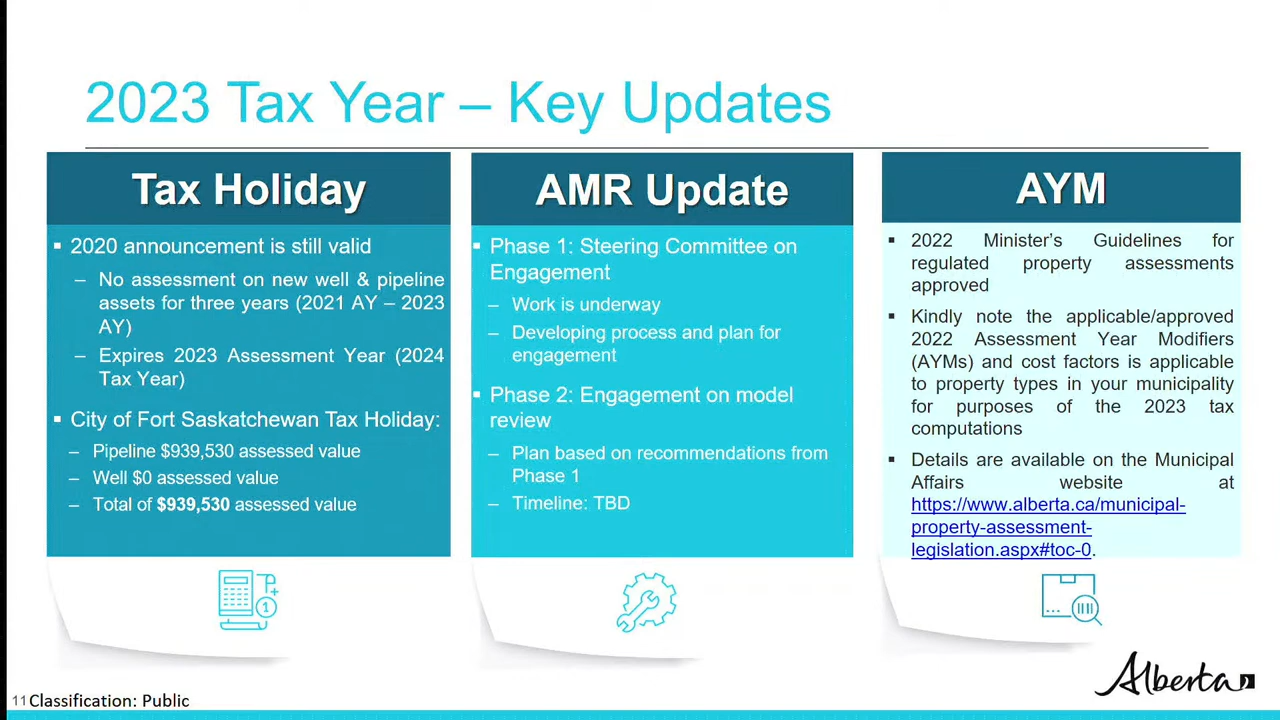 2023 Tax Year – Key Updates
Tax Holiday
▪ 2020 announcement is still valid
– No assessment on new well & pipeline
assets for three years (2021 AY – 2023
AY)
– Expires 2023 Assessment Year (2024
Tax Year)
▪ City of Fort Saskatchewan Tax Holiday:
– Pipeline $939,530 assessed value
– Well $0 assessed value
– Total of $939,530 assessed value
AMR Update
▪ Phase 1: Steering Committee on
Engagement
– Work is underway
– Developing process and plan for
engagement
▪ Phase 2: Engagement on model
review
– Plan based on recommendations from
Phase 1
– Timeline: TBD
AYM
▪ 2022 Minister's Guidelines for
regulated property assessments
approved
▪ Kindly note the applicable/approved
2022 Assessment Year Modifiers
(AYMs) and cost factors is applicable
to property types in your municipality
for purposes of the 2023 tax
computations
▪ Details are available on the Municipal
Affairs website at
https://www.alberta.ca/municipal-
property-assessment-
legislation.aspx#toc-0.
1
Alberta
11 Classification: Public